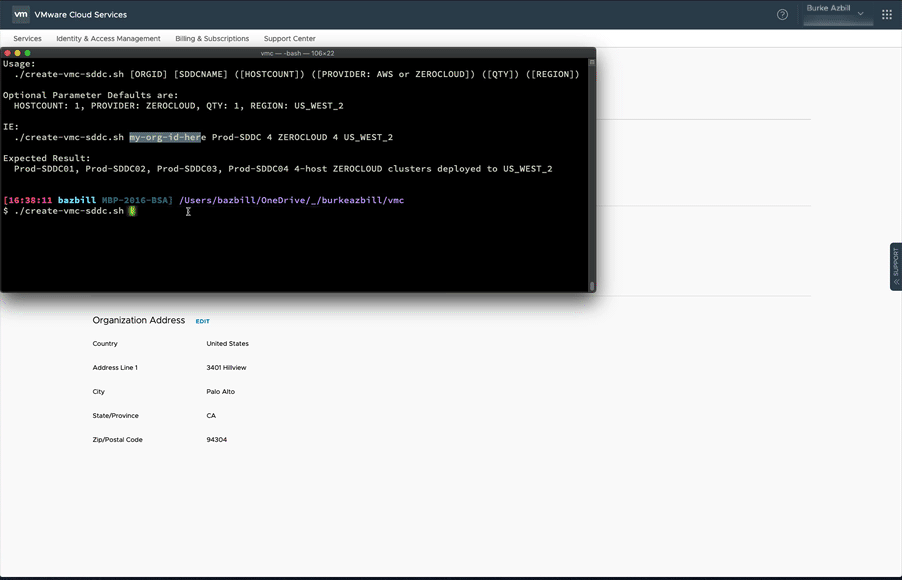 vm VMware Cloud Services
Burke Azbill
Services Identity & Access Management Billing & Subscriptions Support Center
vmc — -bash — 106×22
Usage:
./create-vmc-sddc.sh [ORGID] [SDDCNAME] ([HOSTCOUNT]) ([PROVIDER: AWS or ZEROCLOUD]) ([QTY]) ([REGION])
Optional Parameter Defaults are:
HOSTCOUNT: 1, PROVIDER: ZEROCLOUD, QTY: 1, REGION: US_WEST_2
IE:
./create-vmc-sddc.sh my-org-id-here Prod-SDDC 4 ZEROCLOUD 4 US_WEST_2
Expected Result:
Prod-SDDC01, Prod-SDDC02, Prod-SDDC03, Prod-SDDC04 4-host ZEROCLOUD clusters deployed to US_WEST_2
[16:38:11 bazbill MBP-2016-BSA] /Users/bazbill/OneDrive/_/burkeazbill/vmc
$ ./create-vmc-sddc.sh
SUPPORT
Organization Address EDIT
Country United States
Address Line 1 3401 Hillview
City Palo Alto
State/Province CA
Zip/Postal Code 94304